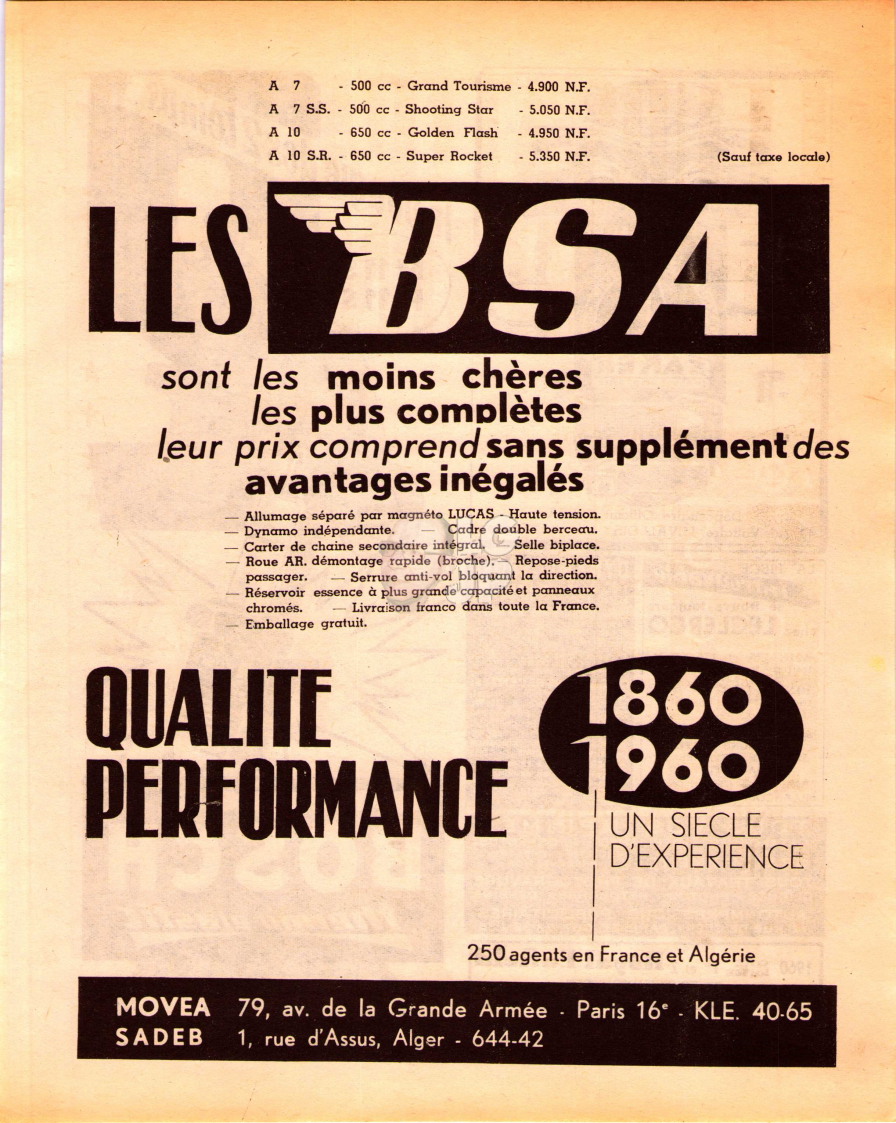 A 7 - 500 cc - Grand Tourisme - 4.900 N.F.
A 7 S.S. - 500 cc - Shooting Star - 5.050 N.F.
A 10 - 650 cc - Golden Flash - 4.950 N.F.
A 10 S.R. - 650 cc - Super Rocket - 5.350 N.F. (Sauf taxe locale)
LES BSA
sont les moins chères
les plus complètes
leur prix comprend sans supplément des
avantages inégalés
— Allumage séparé par magnéto LUCAS - Haute tension.
— Dynamo indépendante. — Cadre double berceau.
— Carter de chaine secondaire intégral. — Selle biplace.
— Roue AR. démontage rapide (broche). — Repose-pieds
passager. — Serrure anti-vol bloquant la direction.
— Réservoir essence à plus grande capacité et panneaux
chromés. — Livraison franco dans toute la France.
— Emballage gratuit.
QUALITE
PERFORMANCE
1860
1960
UN SIECLE
D'EXPERIENCE
250 agents en France et Algérie
MOVEA 79, av. de la Grande Armée - Paris 16e - KLE. 40-65
SADEB 1, rue d'Assus, Alger - 644-42